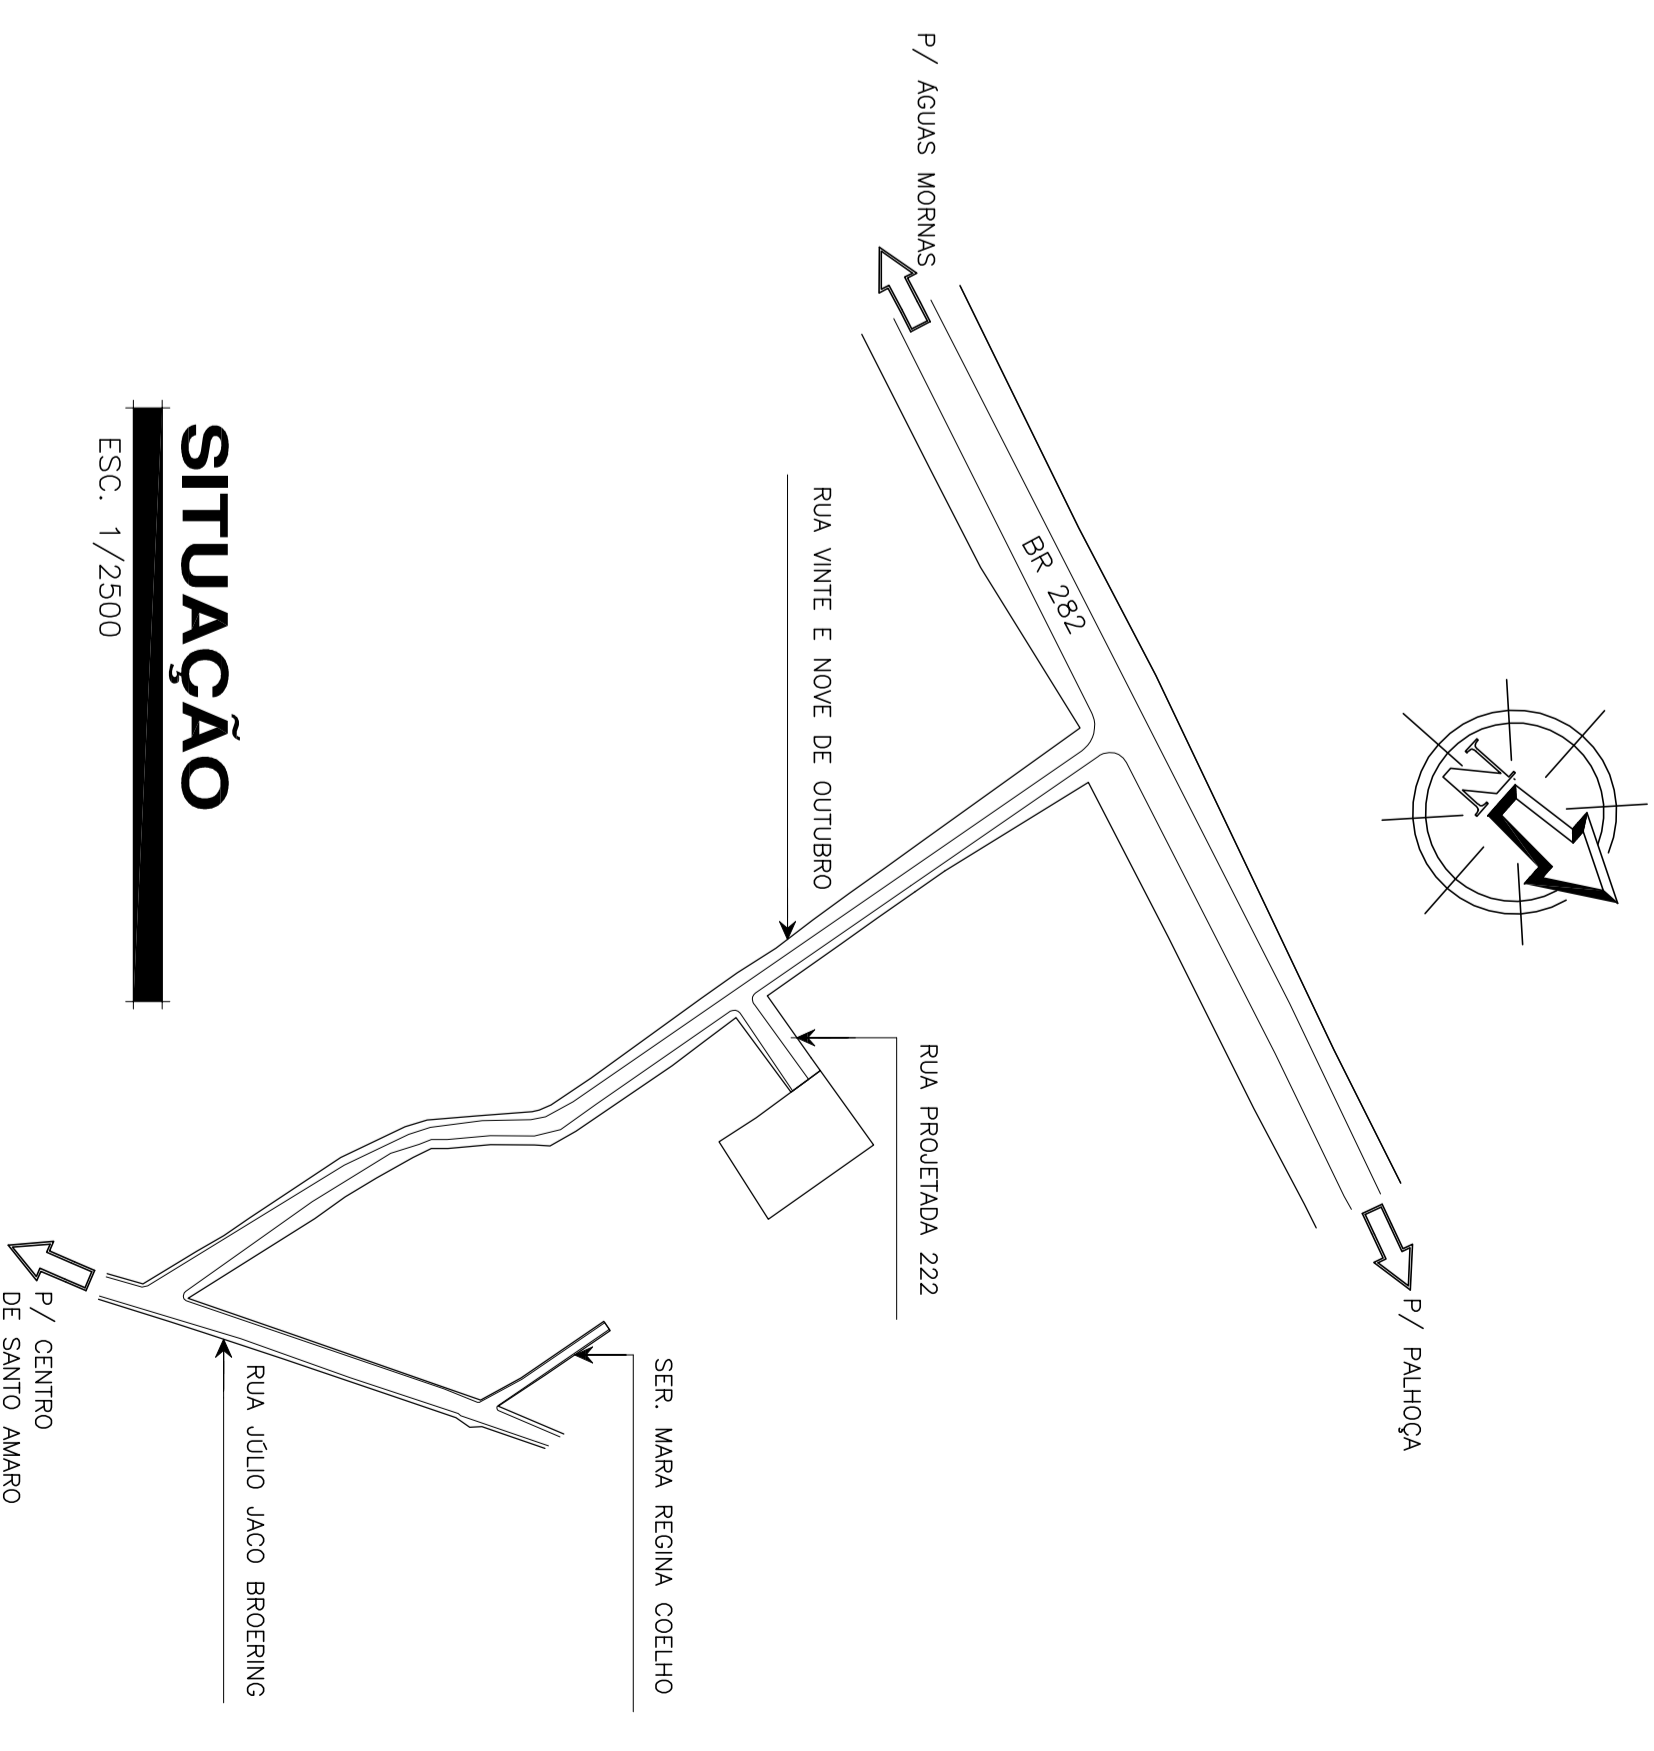 P/ ÁGUAS MORNAS
BR 282
N
P/ PALHOÇA
RUA VINTE E NOVE DE OUTUBRO
RUA PROJETADA 222
SER. MARA REGINA COELHO
RUA JÚLIO JACO BROERING
P/ CENTRO
DE SANTO AMARO
SITUAÇÃO
ESC. 1/2500